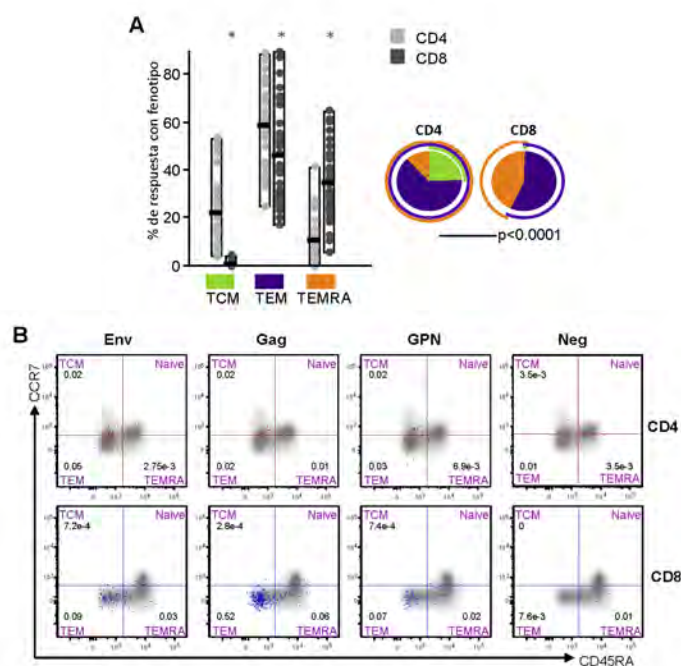 A
*
*
*
CD4
CD8
% de respuesta con fenotipo
80
60
40
20
0
TCM
TEM
TEMRA
CD4
CD8
p<0.0001
B
Env
Gag
GPN
Neg
CCR7
TCM
Naive
0.02
0.05
2.75e-3
TEM
TEMRA
TCM
Naive
0.02
0.02
0.01
TEM
TEMRA
TCM
Naive
0.02
0.03
6.9e-3
TEM
TEMRA
TCM
Naive
3.5e-3
0.01
3.5e-3
TEM
TEMRA
CD4
TCM
Naive
7.2e-4
0.09
0.03
TEM
TEMRA
TCM
Naive
2.8e-4
0.52
0.06
TEM
TEMRA
TCM
Naive
7.4e-4
0.07
0.02
TEM
TEMRA
TCM
Naive
0
7.6e-3
0.01
TEM
TEMRA
CD8
CD45RA